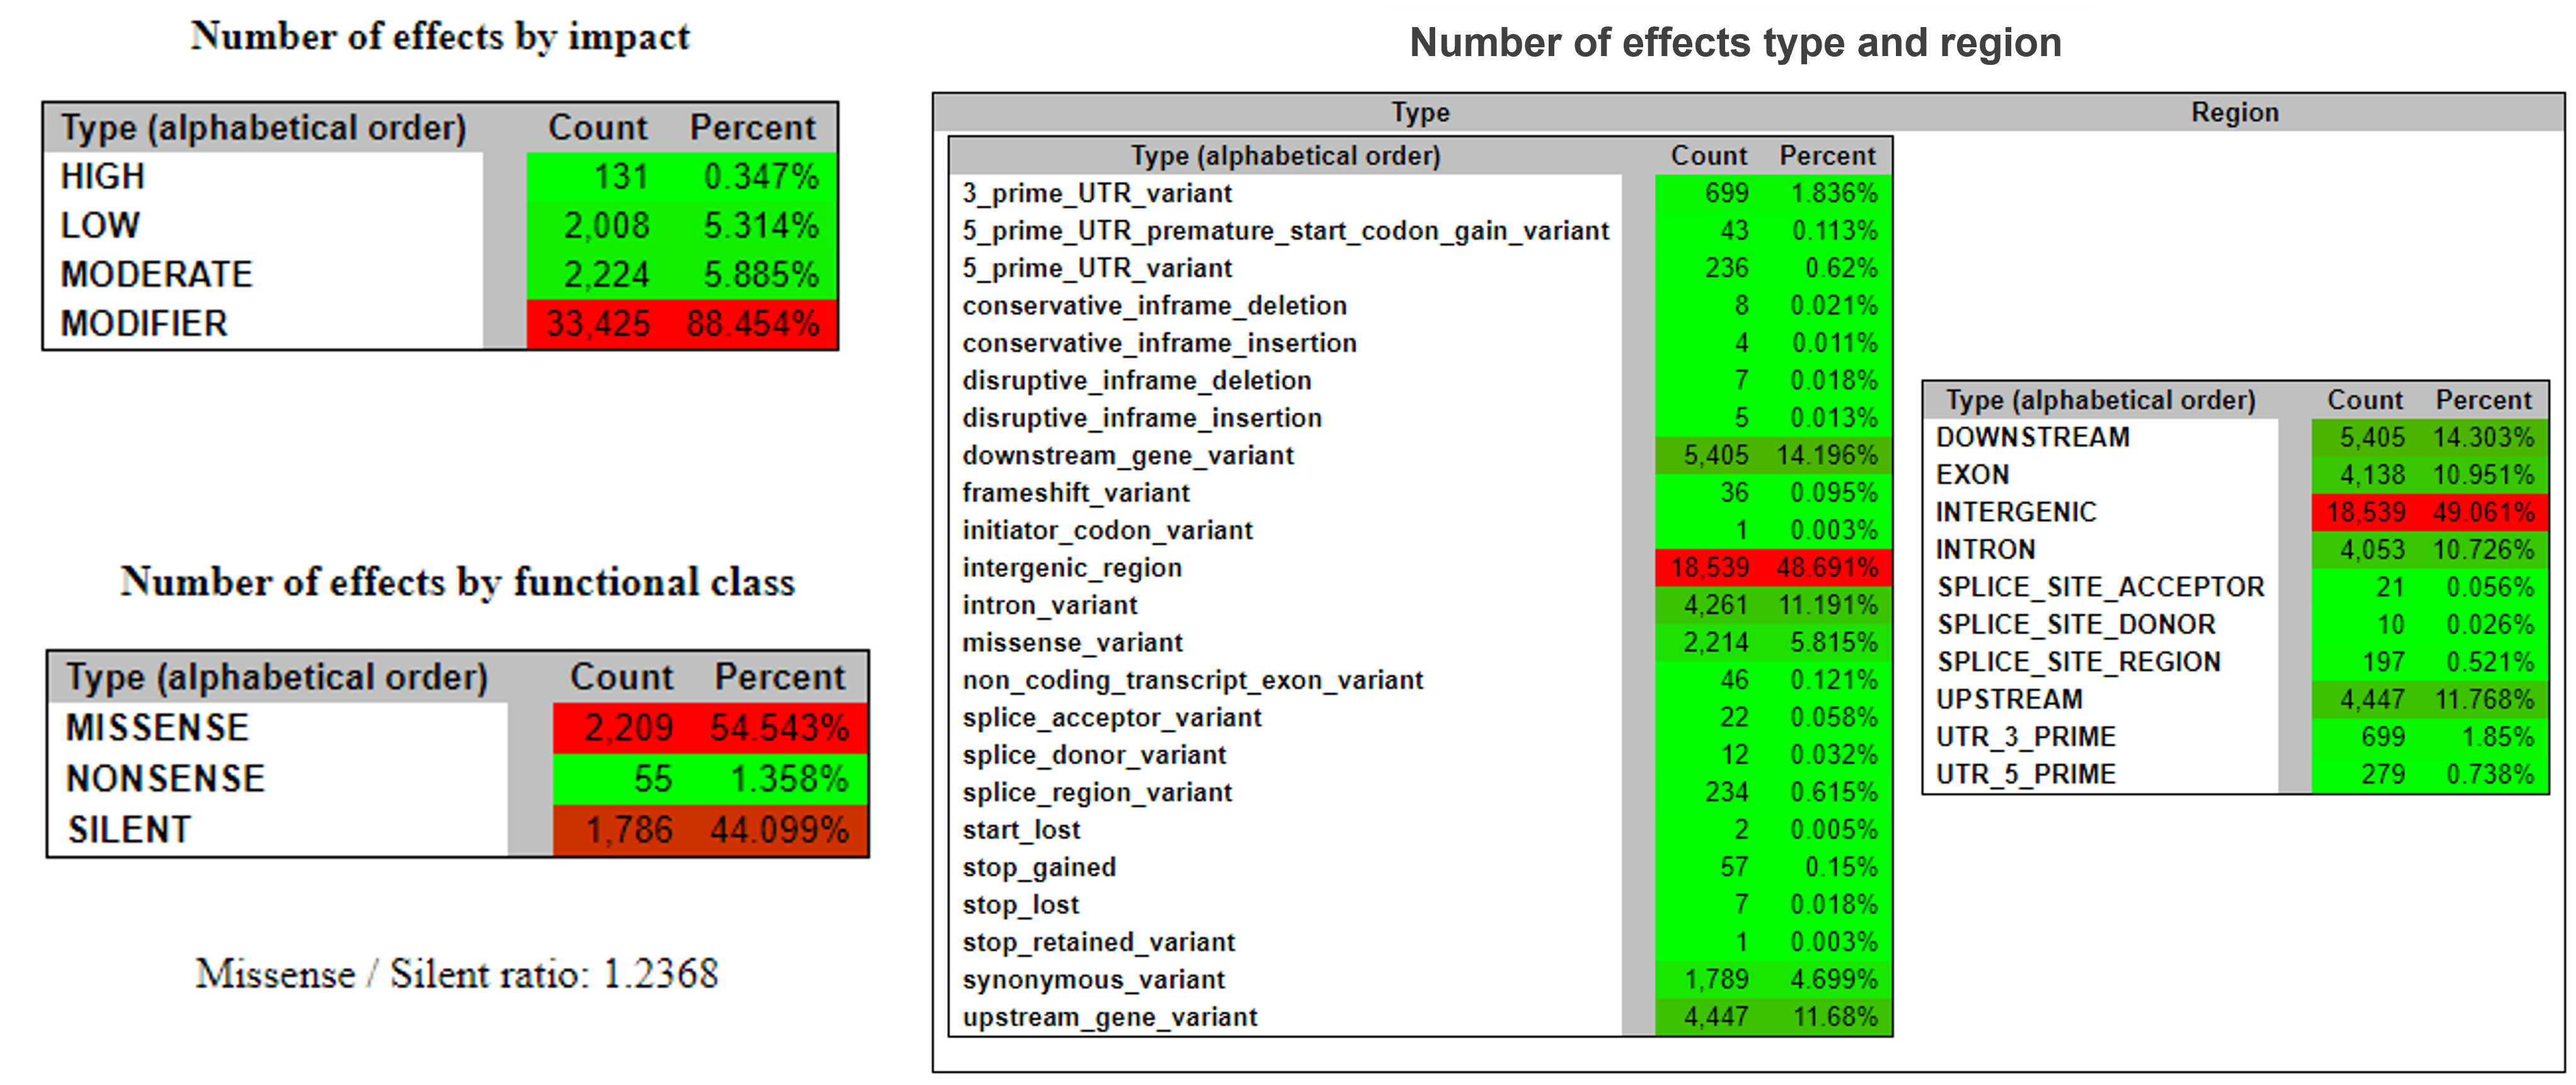 Number of effects by impact
Type (alphabetical order) Count Percent
HIGH 131 0.347%
LOW 2,008 5.314%
MODERATE 2,224 5.885%
MODIFIER 33,425 88.454%
Number of effects by functional class
Type (alphabetical order) Count Percent
MISSENSE 2,209 54.543%
NONSENSE 55 1.358%
SILENT 1,786 44.099%
Missense / Silent ratio: 1.2368
Number of effects type and region
Type Region
Type (alphabetical order) Count Percent
3_prime_UTR_variant 699 1.836%
5_prime_UTR_premature_start_codon_gain_variant 43 0.113%
5_prime_UTR_variant 236 0.62%
conservative_inframe_deletion 8 0.021%
conservative_inframe_insertion 4 0.011%
disruptive_inframe_deletion 7 0.018%
disruptive_inframe_insertion 5 0.013%
downstream_gene_variant 5,405 14.196%
frameshift_variant 36 0.095%
initiator_codon_variant 1 0.003%
intergenic_region 18,539 48.691%
intron_variant 4,261 11.191%
missense_variant 2,214 5.815%
non_coding_transcript_exon_variant 46 0.121%
splice_acceptor_variant 22 0.058%
splice_donor_variant 12 0.032%
splice_region_variant 234 0.615%
start_lost 2 0.005%
stop_gained 57 0.15%
stop_lost 7 0.018%
stop_retained_variant 1 0.003%
synonymous_variant 1,789 4.699%
upstream_gene_variant 4,447 11.68%
Type (alphabetical order) Count Percent
DOWNSTREAM 5,405 14.303%
EXON 4,138 10.951%
INTERGENIC 18,539 49.061%
INTRON 4,053 10.726%
SPLICE_SITE_ACCEPTOR 21 0.056%
SPLICE_SITE_DONOR 10 0.026%
SPLICE_SITE_REGION 197 0.521%
UPSTREAM 4,447 11.768%
UTR_3_PRIME 699 1.85%
UTR_5_PRIME 279 0.738%